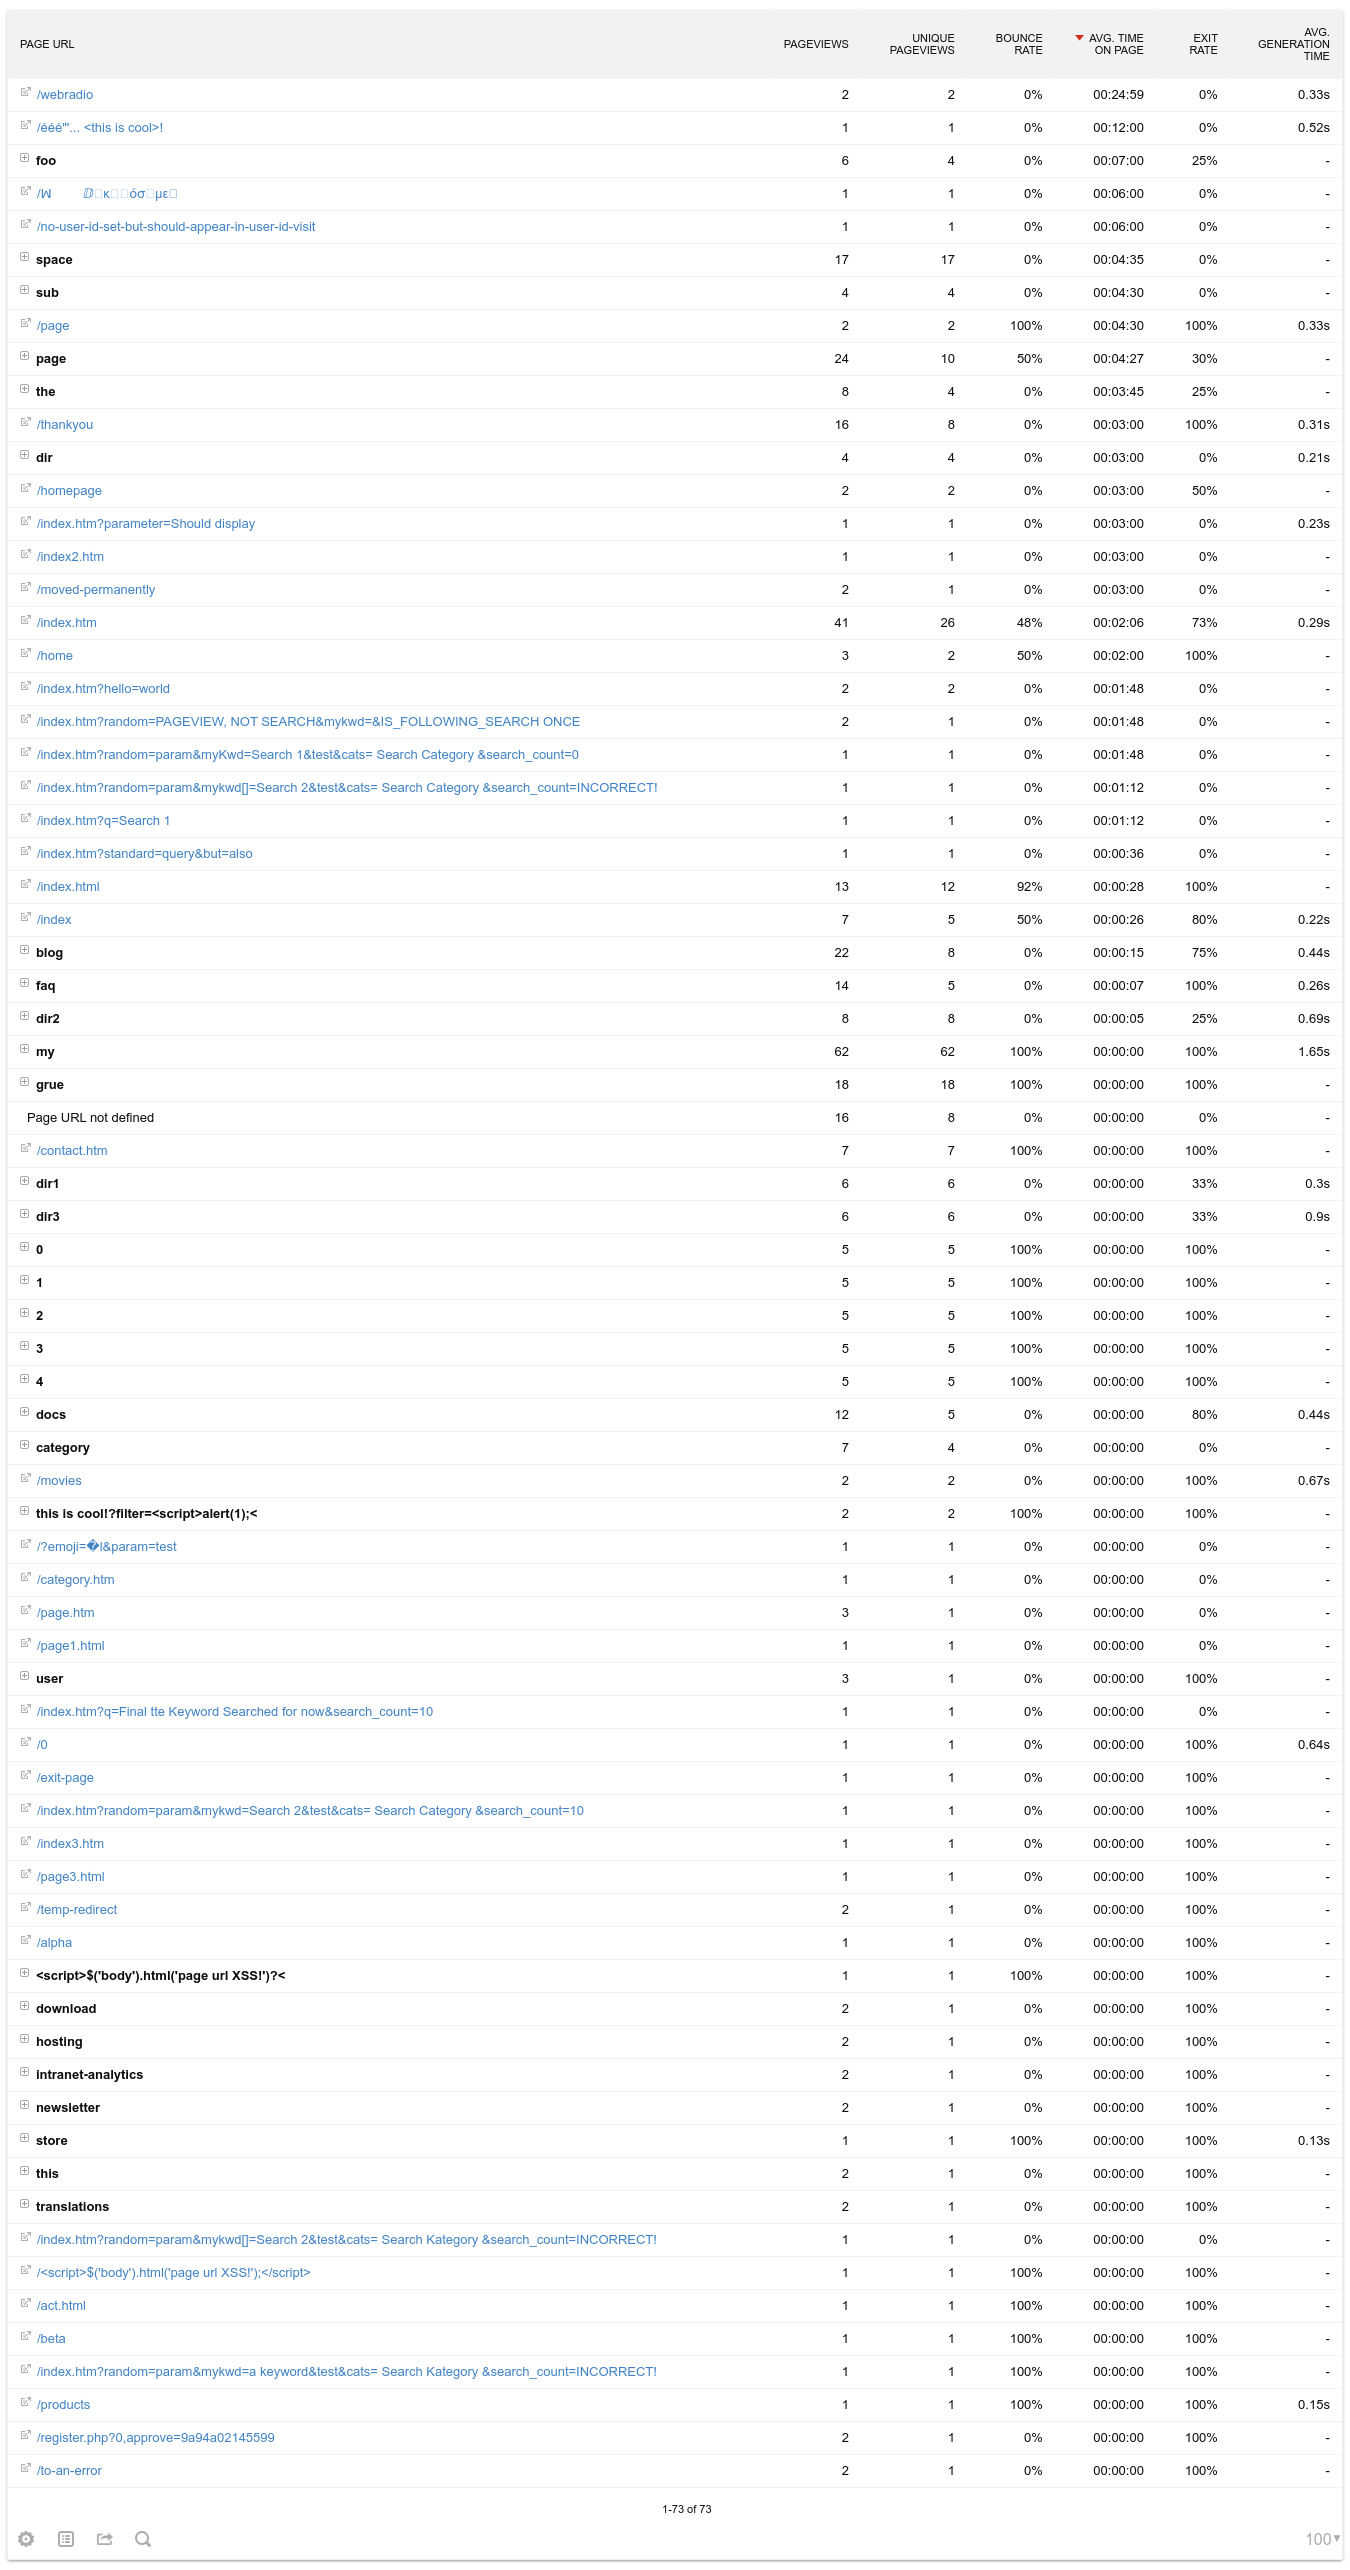 PAGE URL PAGEVIEWS UNIQUE PAGEVIEWS BOUNCE RATE AVG. TIME ON PAGE EXIT RATE AVG. GENERATION TIME
/webradio 2 2 0% 00:24:59 0% 0.33s
/ééé"'... <this is cool>! 1 1 0% 00:12:00 0% 0.52s
foo 6 4 0% 00:07:00 25% -
1 1 0% 00:06:00 0% -
/no-user-id-set-but-should-appear-in-user-id-visit 1 1 0% 00:06:00 0% -
space 17 17 0% 00:04:35 0% -
sub 4 4 0% 00:04:30 0% -
/page 2 2 100% 00:04:30 100% 0.33s
page 24 10 50% 00:04:27 30% -
the 8 4 0% 00:03:45 25% -
/thankyou 16 8 0% 00:03:00 100% 0.31s
dir 4 4 0% 00:03:00 0% 0.21s
/homepage 2 2 0% 00:03:00 50% -
/index.htm?parameter=Should display 1 1 0% 00:03:00 0% 0.23s
/index2.htm 1 1 0% 00:03:00 0% -
/moved-permanently 2 1 0% 00:03:00 0% -
/index.htm 41 26 48% 00:02:06 73% 0.29s
/home 3 2 50% 00:02:00 100% -
/index.htm?hello=world 2 2 0% 00:01:48 0% -
/index.htm?random=PAGEVIEW, NOT SEARCH&mykwd=&IS_FOLLOWING_SEARCH ONCE 2 1 0% 00:01:48 0% -
/index.htm?random=param&myKwd=Search 1&test&cats= Search Category &search_count=0 1 1 0% 00:01:48 0% -
/index.htm?random=param&mykwd[]=Search 2&test&cats= Search Category &search_count=INCORRECT! 1 1 0% 00:01:12 0% -
/index.htm?q=Search 1 1 1 0% 00:01:12 0% -
/index.htm?standard=query&but=also 1 1 0% 00:00:36 0% -
/index.html 13 12 92% 00:00:28 100% -
/index 7 5 50% 00:00:26 80% 0.22s
blog 22 8 0% 00:00:15 75% 0.44s
faq 14 5 0% 00:00:07 100% 0.26s
dir2 8 8 0% 00:00:05 25% 0.69s
my 62 62 100% 00:00:00 100% 1.65s
grue 18 18 100% 00:00:00 100% -
Page URL not defined 16 8 0% 00:00:00 0% -
/contact.htm 7 7 100% 00:00:00 100% -
dir1 6 6 0% 00:00:00 33% 0.3s
dir3 6 6 0% 00:00:00 33% 0.9s
0 5 5 100% 00:00:00 100% -
1 5 5 100% 00:00:00 100% -
2 5 5 100% 00:00:00 100% -
3 5 5 100% 00:00:00 100% -
4 5 5 100% 00:00:00 100% -
docs 12 5 0% 00:00:00 80% 0.44s
category 7 4 0% 00:00:00 0% -
/movies 2 2 0% 00:00:00 100% 0.67s
this is cool!?filter=<script>alert(1);< 2 2 100% 00:00:00 100% -
/?emoji=�l&param=test 1 1 0% 00:00:00 0% -
/category.htm 1 1 0% 00:00:00 0% -
/page.htm 3 1 0% 00:00:00 0% -
/page1.html 1 1 0% 00:00:00 0% -
user 3 1 0% 00:00:00 100% -
/index.htm?q=Final tte Keyword Searched for now&search_count=10 1 1 0% 00:00:00 0% -
/0 1 1 0% 00:00:00 100% 0.64s
/exit-page 1 1 0% 00:00:00 100% -
/index.htm?random=param&mykwd=Search 2&test&cats= Search Category &search_count=10 1 1 0% 00:00:00 100% -
/index3.htm 1 1 0% 00:00:00 100% -
/page3.html 1 1 0% 00:00:00 100% -
/temp-redirect 2 1 0% 00:00:00 100% -
/alpha 1 1 0% 00:00:00 100% -
<script>$('body').html('page url XSS!')?< 1 1 100% 00:00:00 100% -
download 2 1 0% 00:00:00 100% -
hosting 2 1 0% 00:00:00 100% -
intranet-analytics 2 1 0% 00:00:00 100% -
newsletter 2 1 0% 00:00:00 100% -
store 1 1 100% 00:00:00 100% 0.13s
this 2 1 0% 00:00:00 100% -
translations 2 1 0% 00:00:00 100% -
/index.htm?random=param&mykwd[]=Search 2&test&cats= Search Kategory &search_count=INCORRECT! 1 1 0% 00:00:00 0% -
/<script>$('body').html('page url XSS!');</script> 1 1 100% 00:00:00 100% -
/act.html 1 1 100% 00:00:00 100% -
/beta 1 1 100% 00:00:00 100% -
/index.htm?random=param&mykwd=a keyword&test&cats= Search Kategory &search_count=INCORRECT! 1 1 100% 00:00:00 100% -
/products 1 1 100% 00:00:00 100% 0.15s
/register.php?0,approve=9a94a02145599 2 1 0% 00:00:00 100% -
/to-an-error 2 1 0% 00:00:00 100% -
1-73 of 73
100